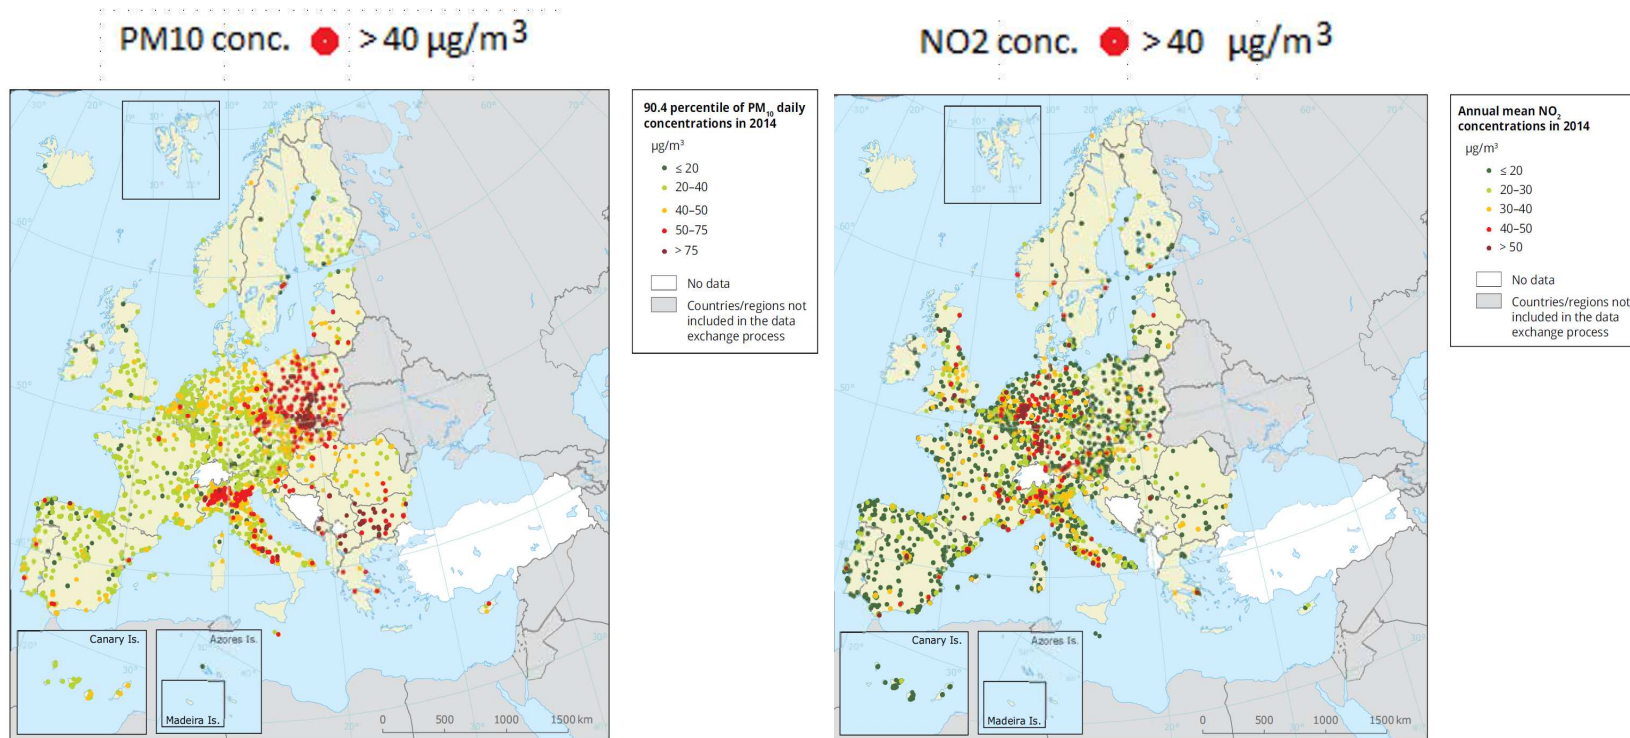 PM10 conc. > 40 µg/m³
NO2 conc. > 40 µg/m³
90.4 percentile of PM₁₀ daily
concentrations in 2014
µg/m³
≤ 20
20–40
40–50
50–75
> 75
No data
Countries/regions not
included in the data
exchange process
Canary Is.
Azores Is.
Madeira Is.
0 500 1000 1500 km
Annual mean NO₂
concentrations in 2014
µg/m³
≤ 20
20–30
30–40
40–50
> 50
No data
Countries/regions not
included in the data
exchange process
Canary Is.
Azores Is.
Madeira Is.
0 500 1000 1500 km